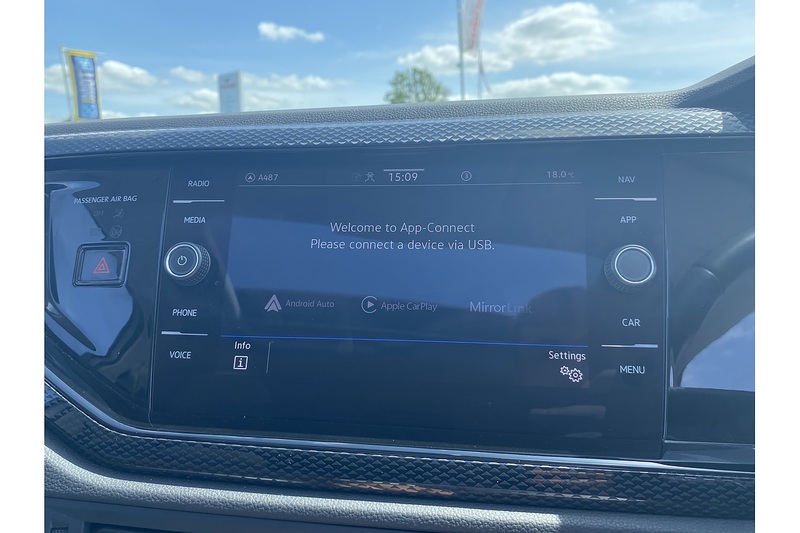 PASSENGER AIR BAG
RADIO
MEDIA
PHONE
VOICE
A487
15:09
18.0°C
Welcome to App-Connect
Please connect a device via USB.
Android Auto
Apple CarPlay
MirrorLink
Info
i
Settings
NAV
APP
CAR
MENU